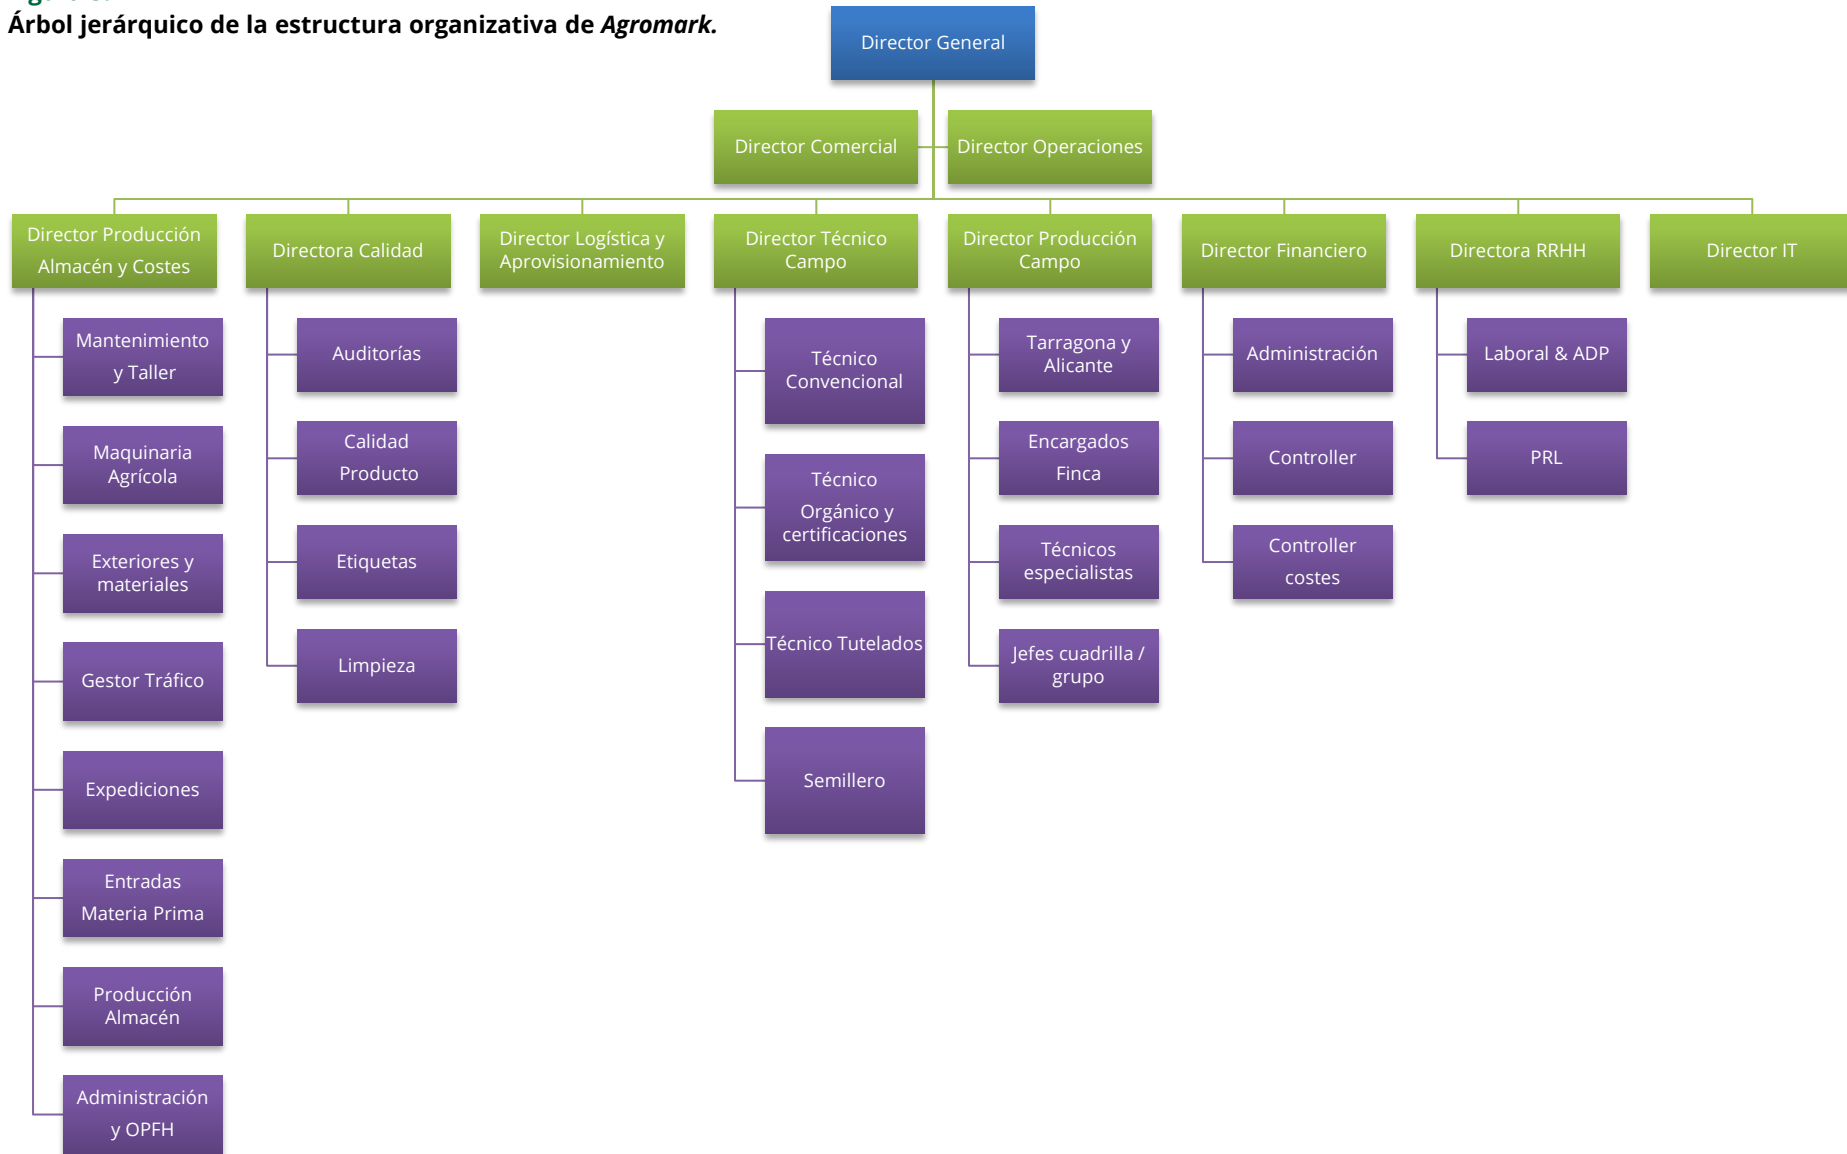 Árbol jerárquico de la estructura organizativa de Agromark.
Director General
Director Comercial
Director Operaciones
Director Producción
Almacén y Costes
Directora Calidad
Director Logística y
Aprovisionamiento
Director Técnico
Campo
Director Producción
Campo
Director Financiero
Directora RRHH
Director IT
Mantenimiento
y Taller
Maquinaria
Agrícola
Exteriores y
materiales
Gestor Tráfico
Expediciones
Entradas
Materia Prima
Producción
Almacén
Administración
y OPFH
Auditorías
Calidad
Producto
Etiquetas
Limpieza
Técnico
Convencional
Técnico
Orgánico y
certificaciones
Técnico Tutelados
Semillero
Tarragona y
Alicante
Encargados
Finca
Técnicos
especialistas
Jefes cuadrilla /
grupo
Administración
Controller
Controller
costes
Laboral & ADP
PRL